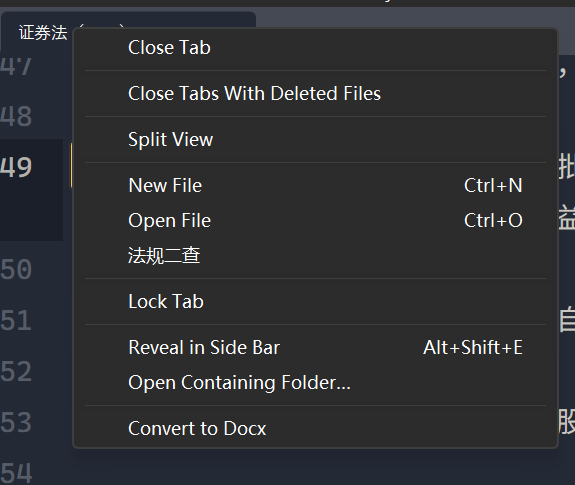 证券法
Close Tab
47
Close Tabs With Deleted Files
48
Split View
49
批
New File Ctrl+N
益
Open File Ctrl+O
法规二查
50
Lock Tab
51
自
Reveal in Side Bar Alt+Shift+E
52
Open Containing Folder...
53
股
Convert to Docx
54